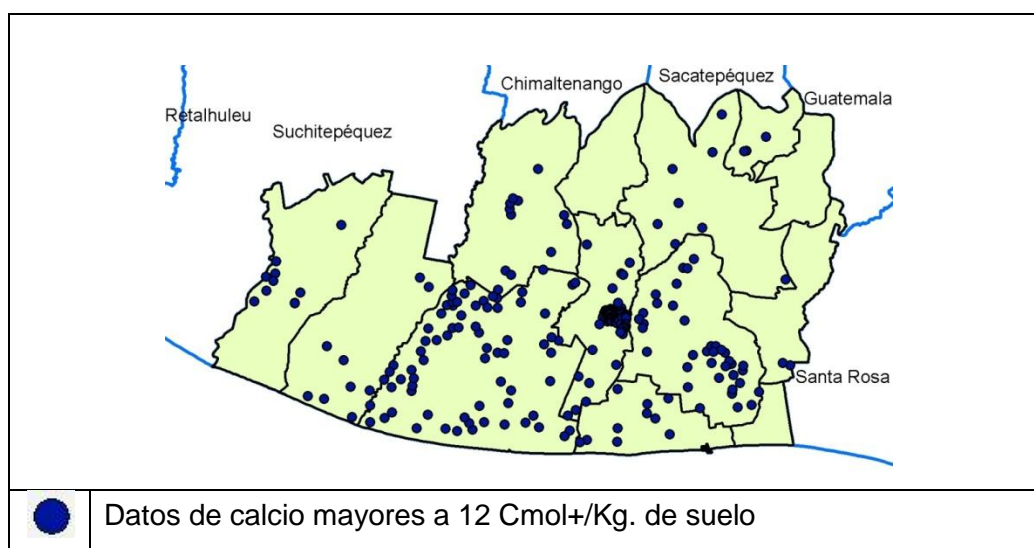 Sacatepéquez
Chimaltenango
Guatemala
Retalhuleu
Suchitepéquez
Santa Rosa
Datos de calcio mayores a 12 Cmol+/Kg. de suelo